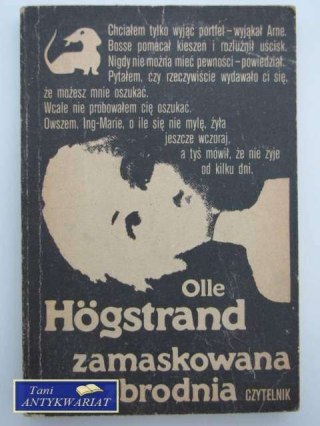 Chciałem tylko wyjąć portfel – wyjąkał Arne.
Bosse pomacał kieszeń i rozluźnił uścisk.
Nigdy nie można mieć pewności – powiedział.
Pytałem, czy rzeczywiście wydawało ci się,
że możesz mnie oszukać.
Wcale nie próbowałem cię oszukać.
Owszem. Ing-Marie, o ile się nie mylę, żyła
jeszcze wczoraj,
a tyś mówił, że nie żyje
od kilku dni.
Olle
Högstrand
zamaskowana
brodnia CZYTELNIK
Tani
ANTYKWARIAT